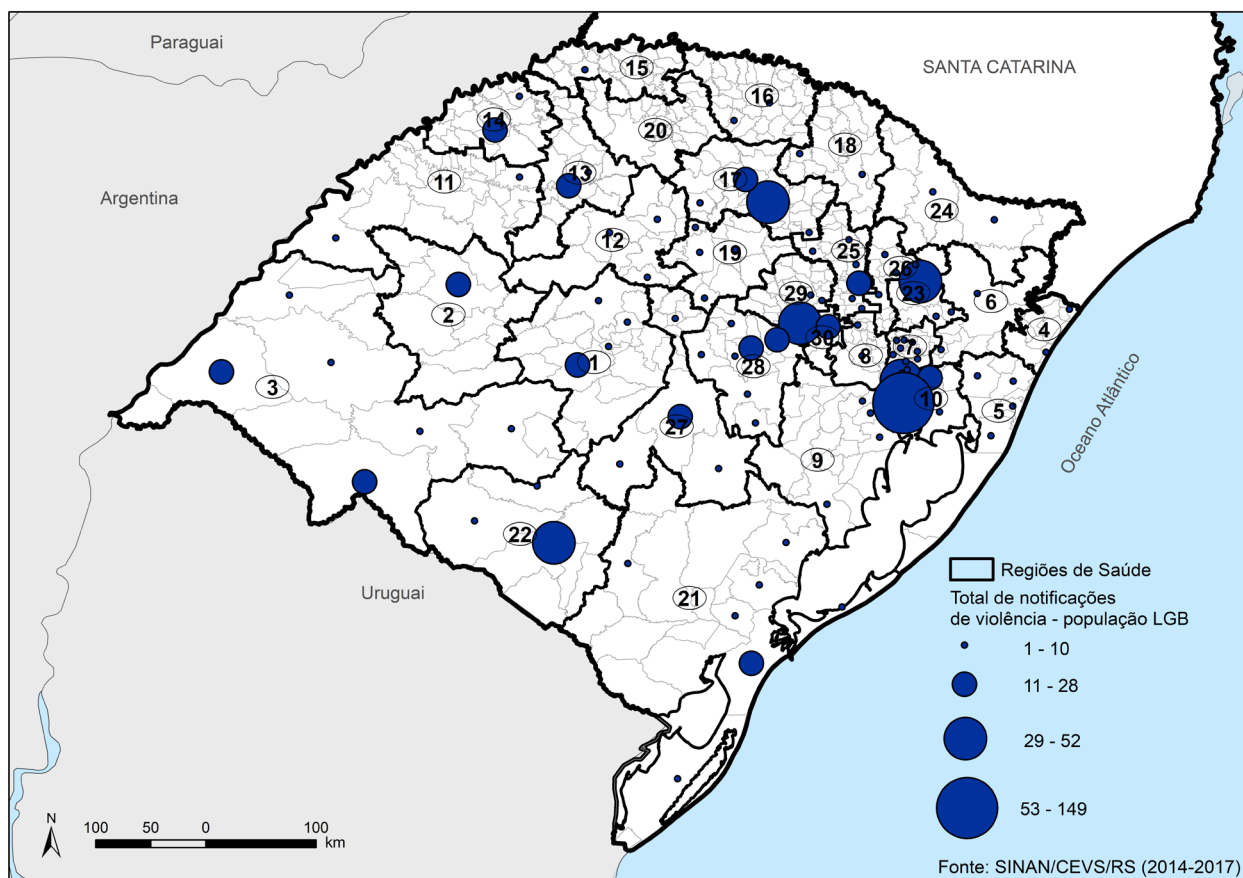 Paraguai
SANTA CATARINA
Argentina
Uruguai
Oceano Atlântico
15
16
14
20
18
13
17
11
24
12
19
25
26
29
23
6
2
4
30
1
8
7
28
3
10
5
27
9
22
21
Regiões de Saúde
Total de notificações
de violência - população LGB
1 - 10
11 - 28
29 - 52
53 - 149
N
100 50 0 100
km
Fonte: SINAN/CEVS/RS (2014-2017)